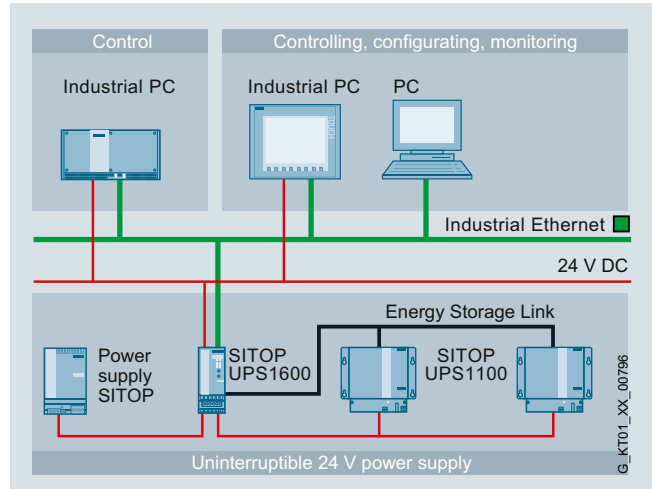 Control
Controlling, configurating, monitoring
Industrial PC
Industrial PC
PC
Industrial Ethernet
24 V DC
Energy Storage Link
Power
supply
SITOP
SITOP
UPS1600
SITOP
UPS1100
Uninterruptible 24 V power supply
G_KT01_XX_00796